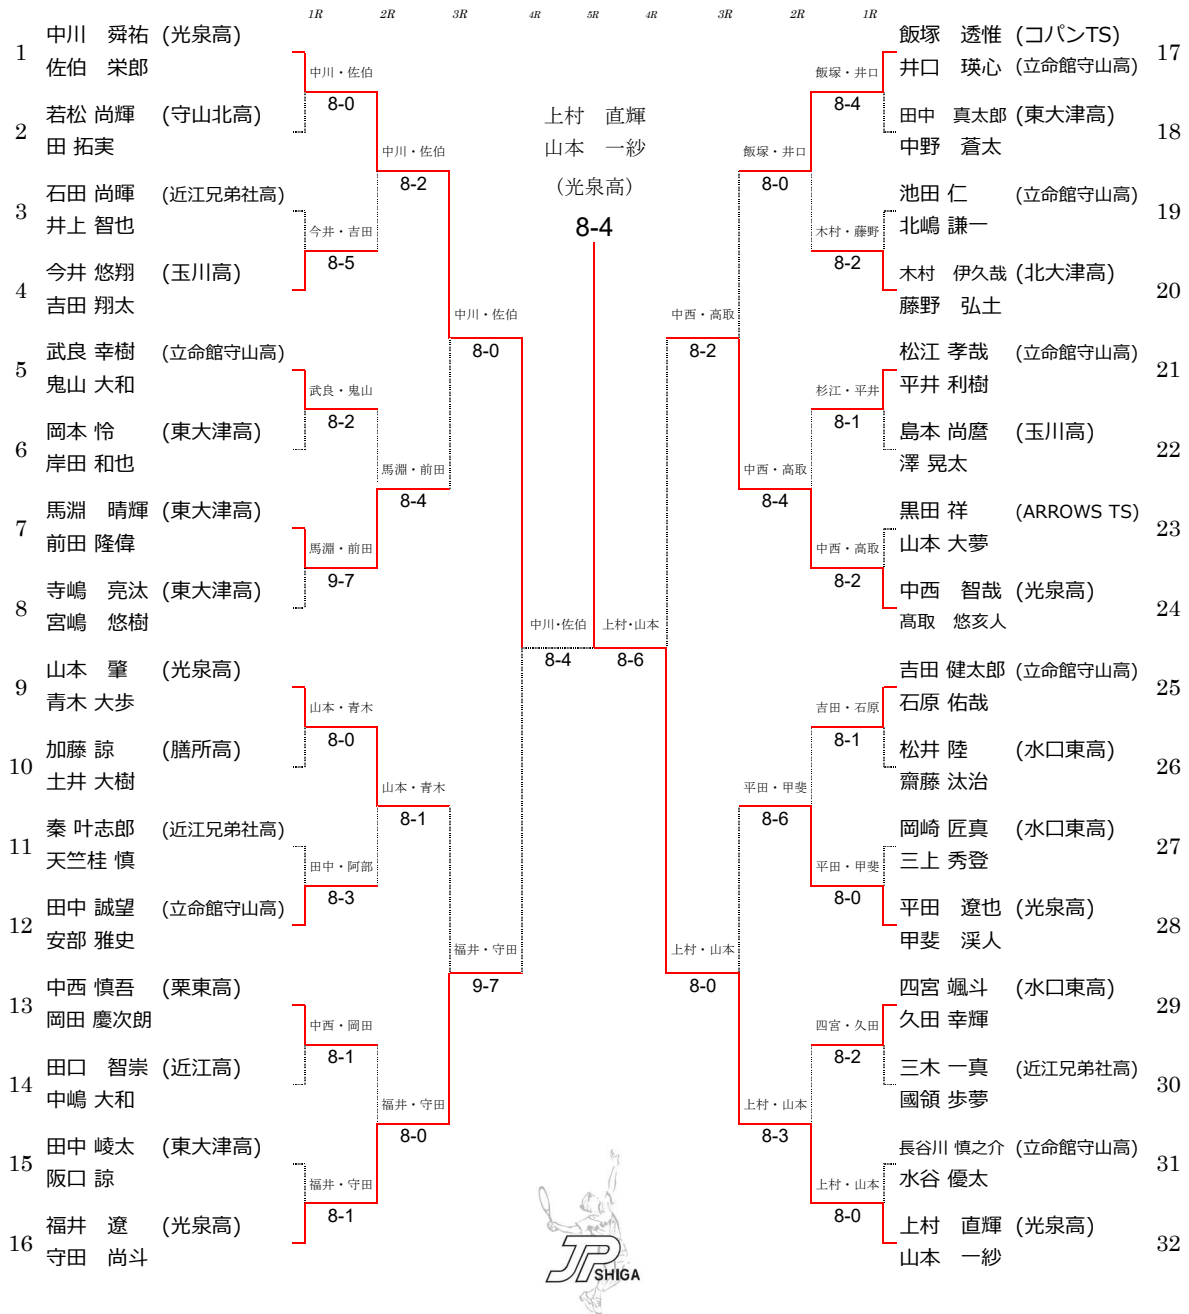 1R 2R 3R 4R 5R 4R 3R 2R 1R
1 中川　舜祐 (光泉高)
佐伯　栄郎
中川・佐伯
8-0
2 若松 尚輝 (守山北高)
田 拓実
中川・佐伯
8-2
3 石田 尚暉 (近江兄弟社高)
井上 智也
今井・吉田
8-5
4 今井 悠翔 (玉川高)
吉田 翔太
中川・佐伯
8-0
5 武良 幸樹 (立命館守山高)
鬼山 大和
武良・鬼山
8-2
6 岡本 怜 (東大津高)
岸田 和也
馬淵・前田
8-4
7 馬淵　晴輝 (東大津高)
前田 隆偉
馬淵・前田
9-7
8 寺嶋　亮汰 (東大津高)
宮嶋　悠樹
中川・佐伯
8-4
9 山本　肇 (光泉高)
青木 大歩
山本・青木
8-0
10 加藤 諒 (膳所高)
土井 大樹
山本・青木
8-1
11 秦 叶志郎 (近江兄弟社高)
天竺桂 慎
田中・阿部
8-3
12 田中 誠望 (立命館守山高)
安部 雅史
福井・守田
9-7
13 中西 慎吾 (栗東高)
岡田 慶次朗
中西・岡田
8-1
14 田口　智崇 (近江高)
中嶋 大和
福井・守田
8-0
15 田中 崚太 (東大津高)
阪口 諒
福井・守田
8-1
16 福井　遼 (光泉高)
守田　尚斗
上村　直輝
山本　一紗
(光泉高)
8-4
飯塚　透惟 (コパンTS) 17
井口　瑛心 (立命館守山高)
飯塚・井口
8-4
田中　真太郎 (東大津高) 18
中野　蒼太
飯塚・井口
8-0
池田 仁 (立命館守山高) 19
北嶋 謙一
木村・藤野
8-2
木村　伊久哉 (北大津高) 20
藤野　弘土
中西・高取
8-2
松江 孝哉 (立命館守山高) 21
平井 利樹
杉江・平井
8-1
島本 尚麿 (玉川高) 22
澤 晃太
中西・高取
8-4
黒田 祥 (ARROWS TS) 23
山本 大夢
中西・高取
8-2
中西　智哉 (光泉高) 24
髙取　悠亥人
上村・山本
8-6
吉田 健太郎 (立命館守山高) 25
石原 佑哉
吉田・石原
8-1
松井 陸 (水口東高) 26
齋藤 汰治
平田・甲斐
8-6
岡崎 匠真 (水口東高) 27
三上 秀登
平田・甲斐
8-0
平田　遼也 (光泉高) 28
甲斐　渓人
上村・山本
8-0
四宮 颯斗 (水口東高) 29
久田 幸輝
四宮・久田
8-2
三木 一真 (近江兄弟社高) 30
國領 歩夢
上村・山本
8-3
長谷川 慎之介 (立命館守山高) 31
水谷 優太
上村・山本
8-0
上村　直輝 (光泉高) 32
山本　一紗
JP SHIGA